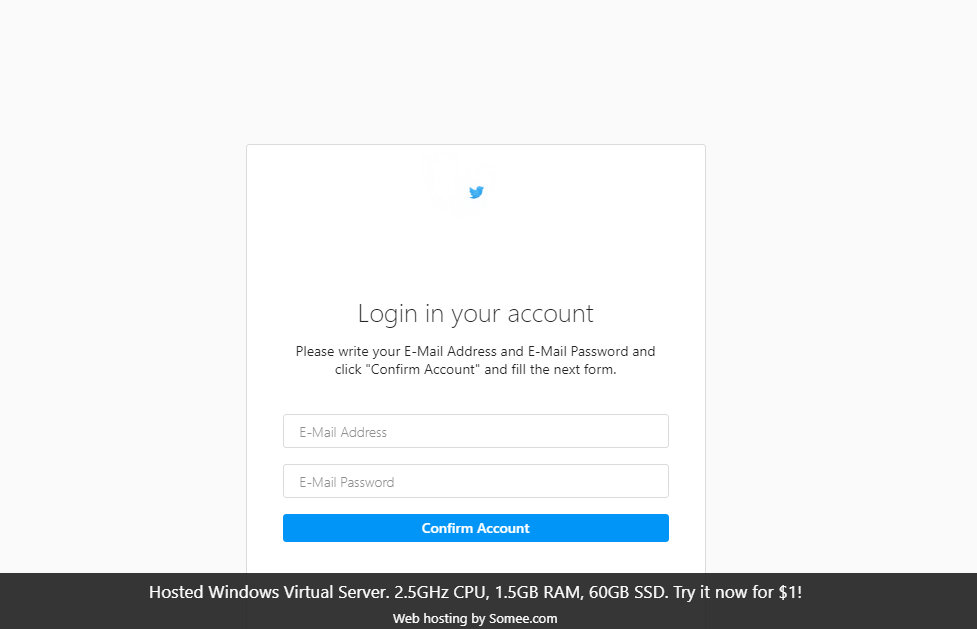 Login in your account
Please write your E-Mail Address and E-Mail Password and
click "Confirm Account" and fill the next form.
E-Mail Address
E-Mail Password
Confirm Account
Hosted Windows Virtual Server. 2.5GHz CPU, 1.5GB RAM, 60GB SSD. Try it now for $1!
Web hosting by Somee.com